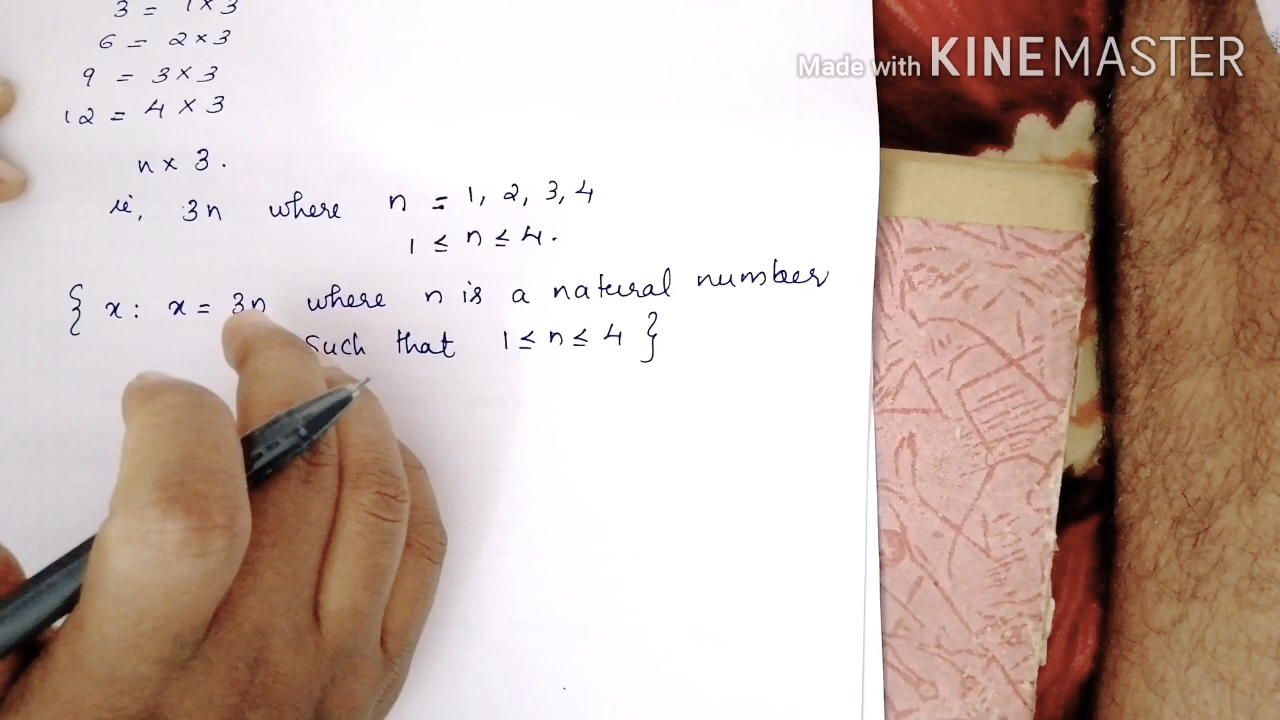 3 = 1 × 3
6 = 2 × 3
9 = 3 × 3
12 = 4 × 3
n × 3.
ie, 3n where n = 1, 2, 3, 4
1 ≤ n ≤ 4.
{ x : x = 3n where n is a natural number
such that 1 ≤ n ≤ 4 }
Made with KINEMASTER